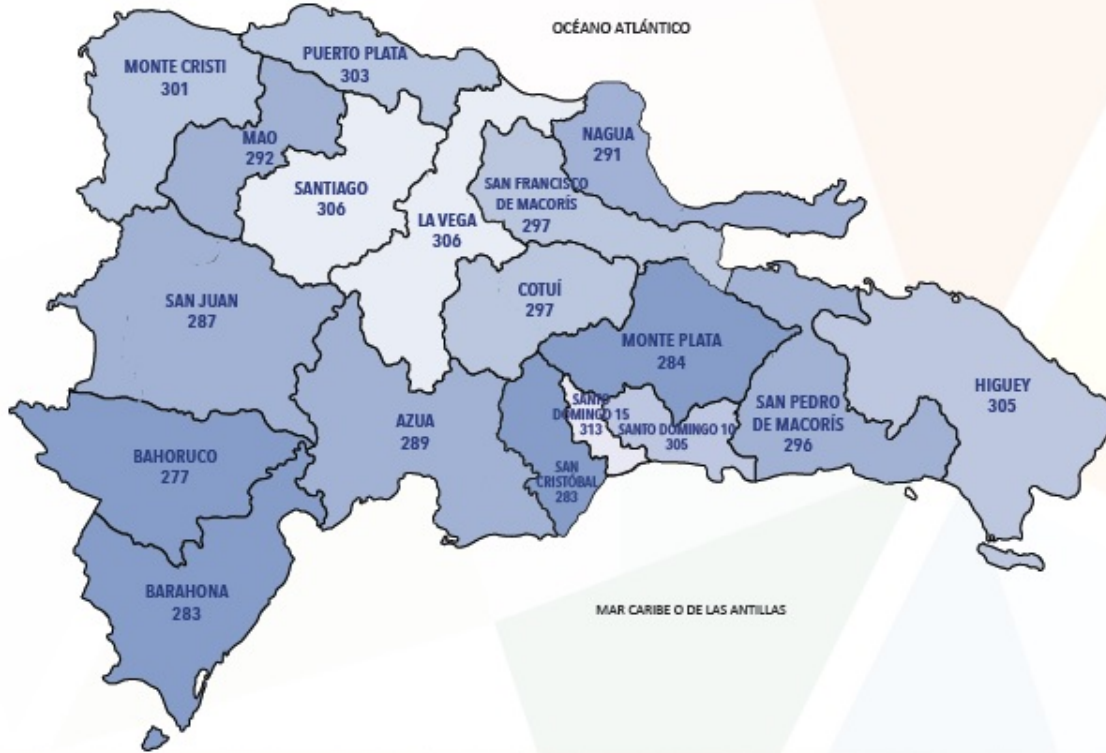 OCÉANO ATLÁNTICO
PUERTO PLATA
303
MONTE CRISTI
301
MAO
292
NAGUA
291
SANTIAGO
306
SAN FRANCISCO
DE MACORÍS
297
LA VEGA
306
SAN JUAN
287
COTUÍ
297
MONTE PLATA
284
HIGUEY
305
SANTO
DOMINGO 15
313
SANTO DOMINGO 10
305
SAN PEDRO
DE MACORÍS
296
AZUA
289
BAHORUCO
277
SAN
CRISTÓBAL
283
BARAHONA
283
MAR CARIBE O DE LAS ANTILLAS